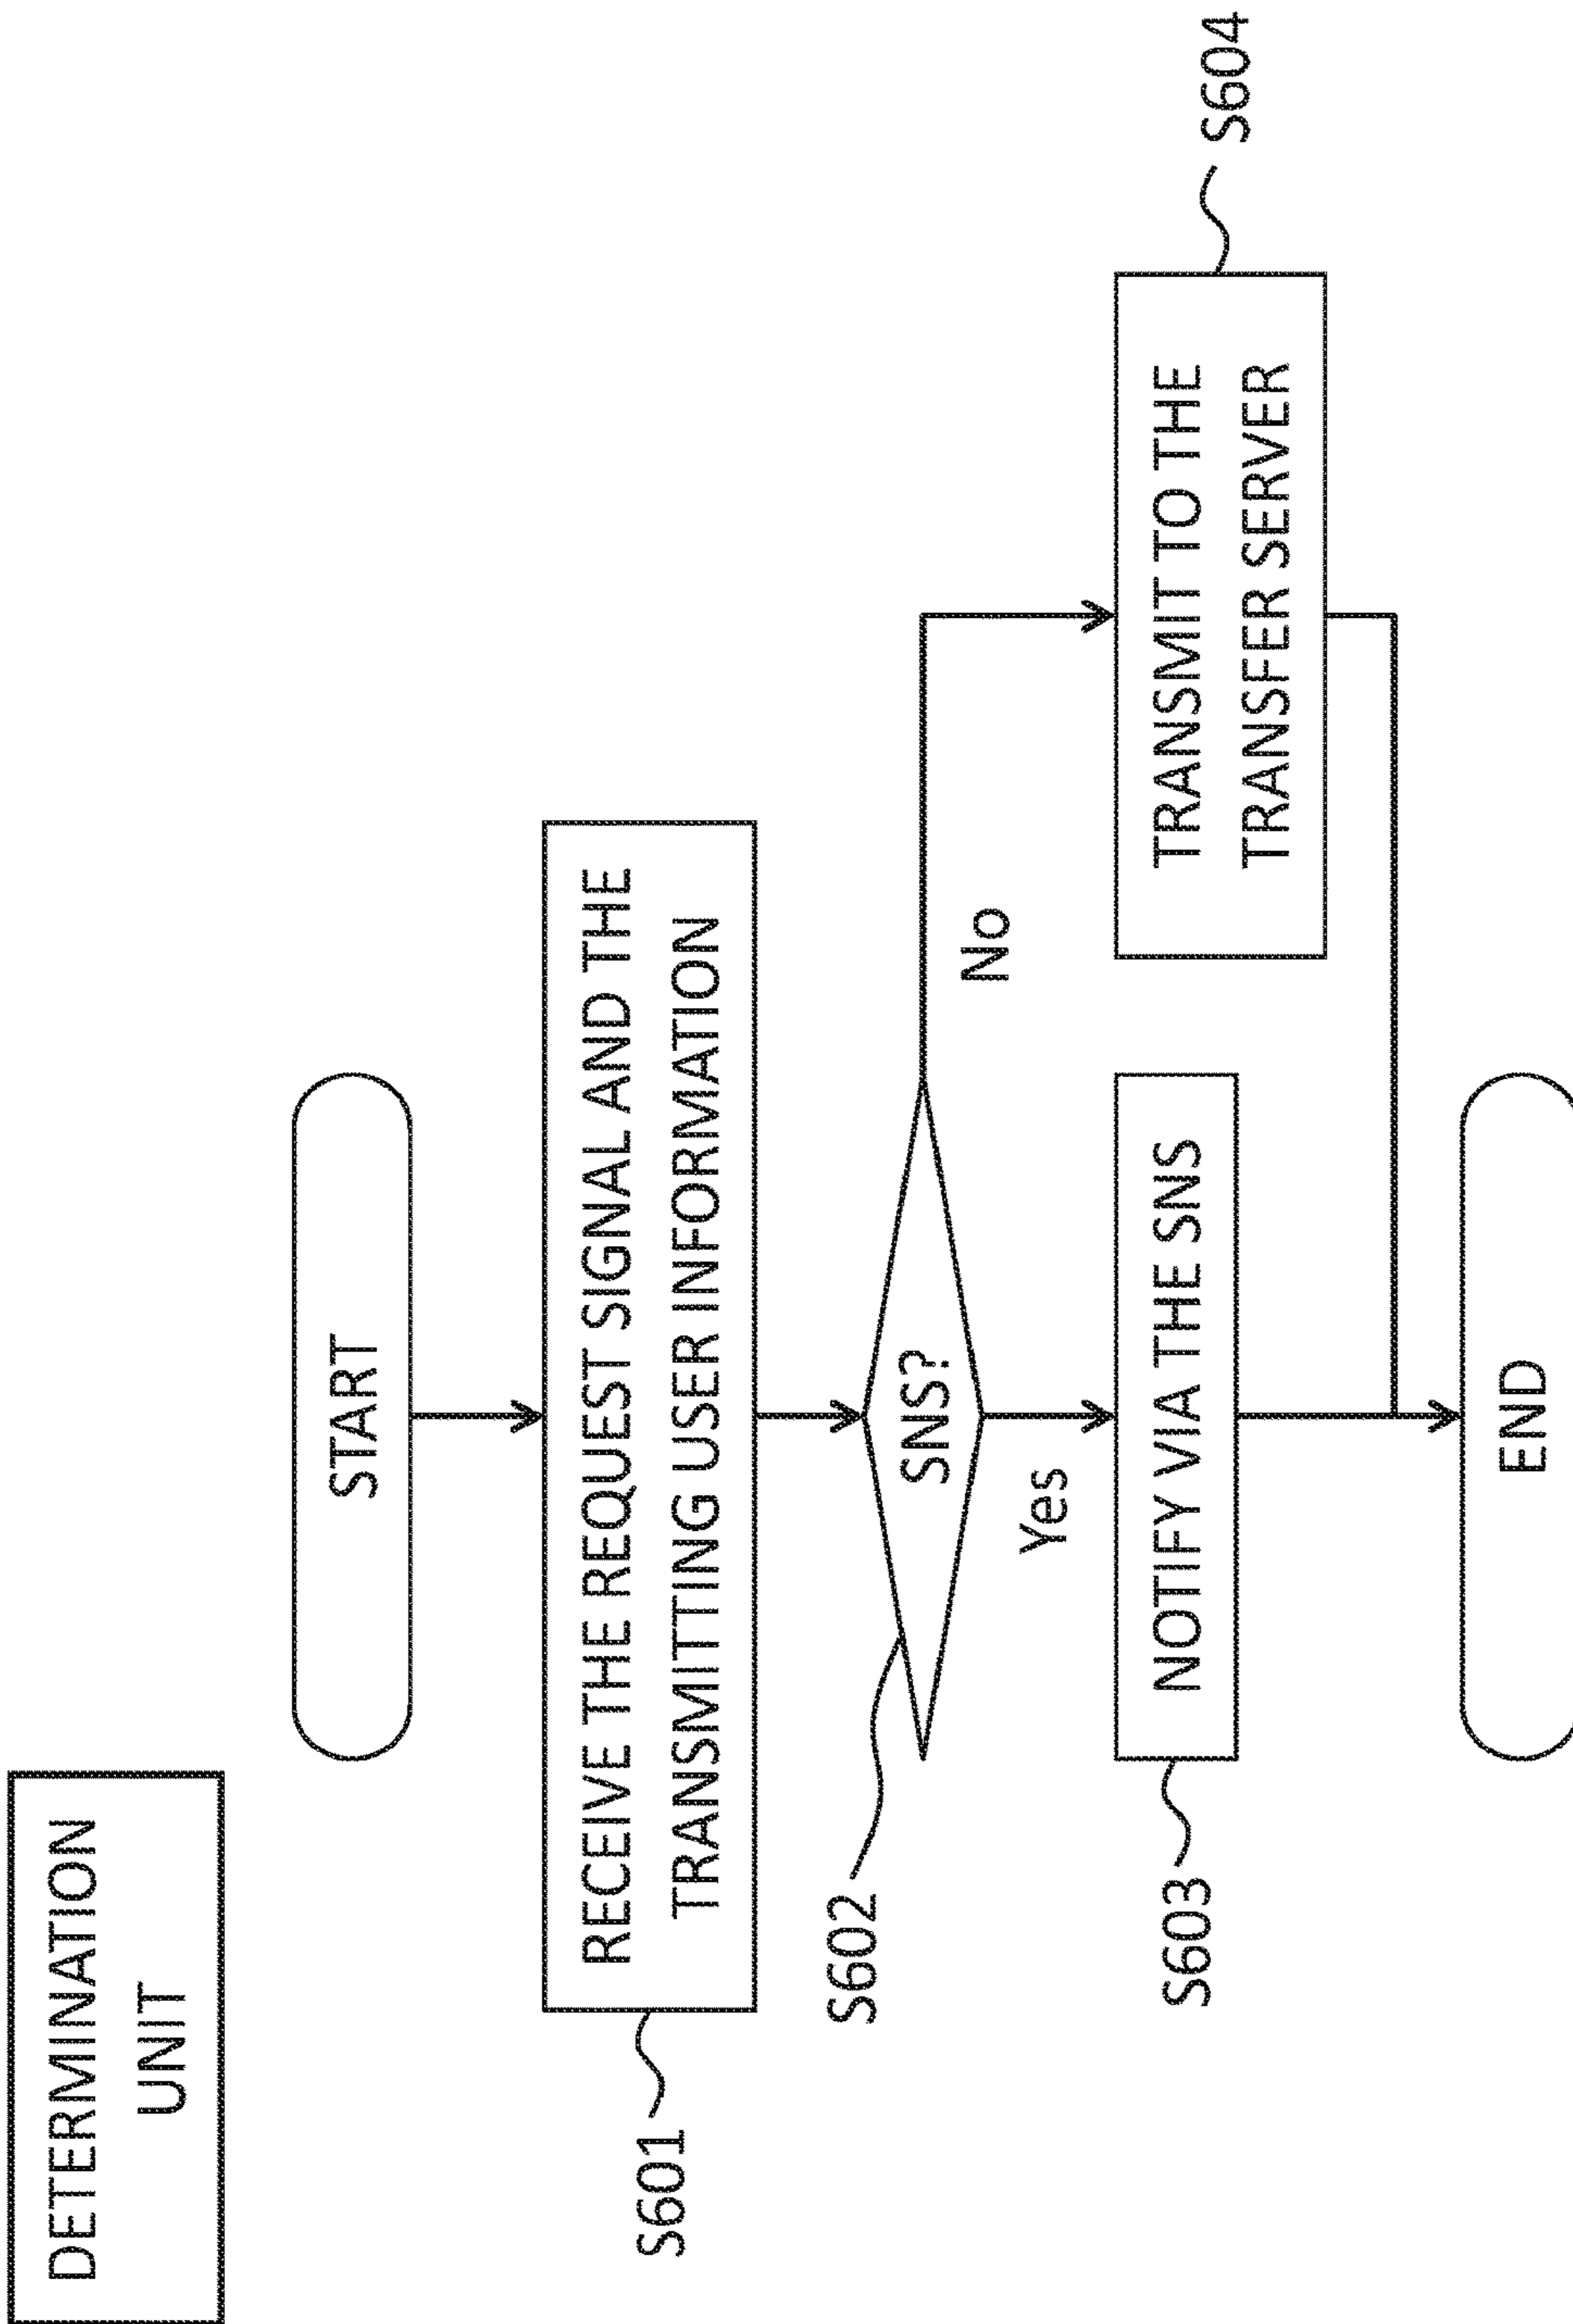 DETERMINATION
UNIT
START
RECEIVE THE REQUEST SIGNAL AND THE
TRANSMITTING USER INFORMATION
S601
SNS?
S602
No
Yes
NOTIFY VIA THE SNS
S603
TRANSMIT TO THE
TRANSFER SERVER
S604
END